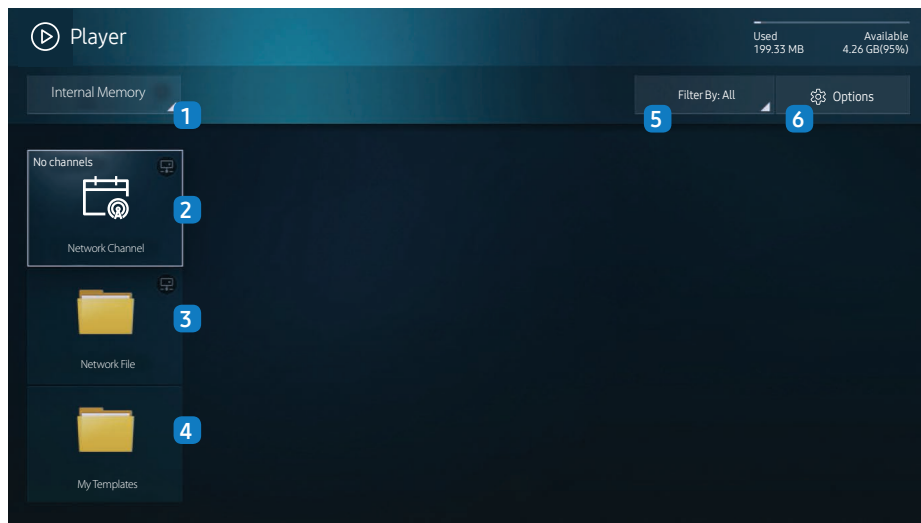 Player
Used Available
199.33 MB 4.26 GB(95%)
Internal Memory
1
Filter By: All
5
Options
6
No channels
2
Network Channel
3
Network File
4
My Templates